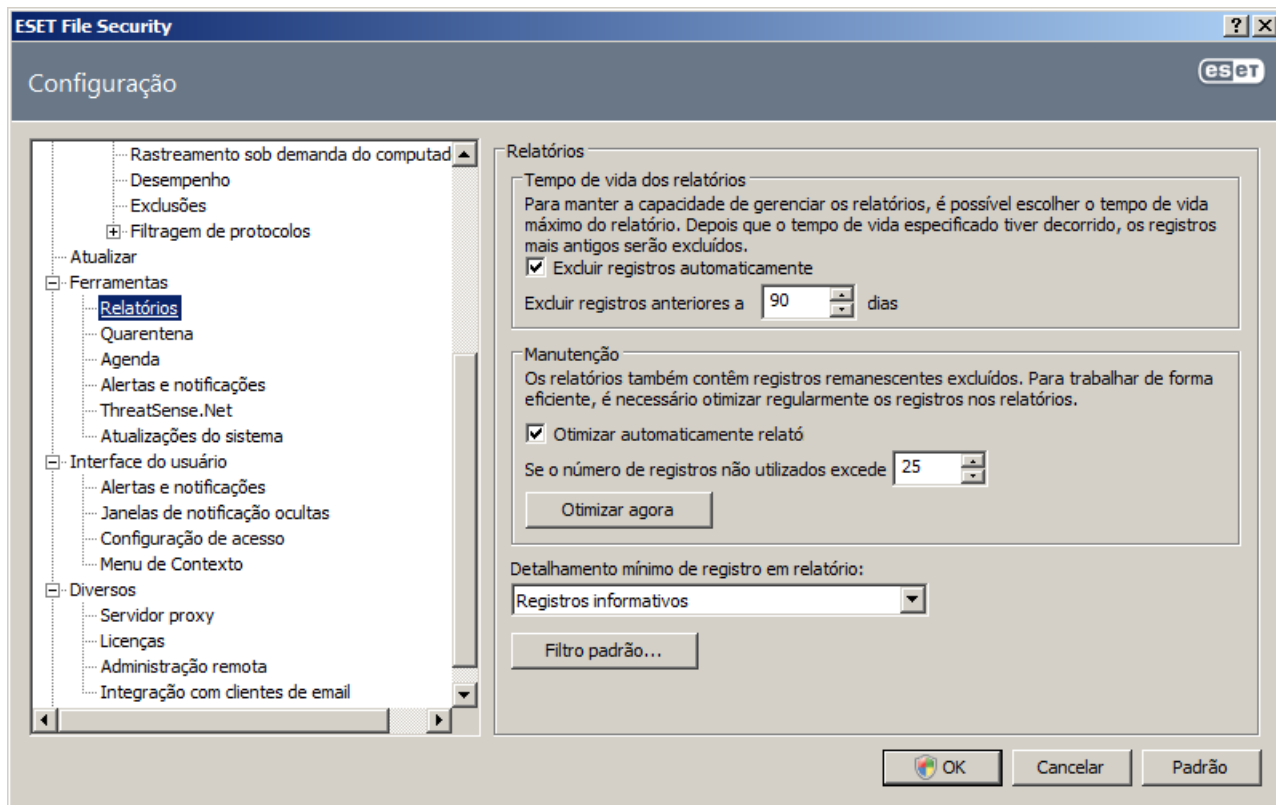 ESET File Security
Configuração
eset
Rastreamento sob demanda do computad
Desempenho
Exclusões
Filtragem de protocolos
Atualizar
Ferramentas
Relatórios
Quarentena
Agenda
Alertas e notificações
ThreatSense.Net
Atualizações do sistema
Interface do usuário
Alertas e notificações
Janelas de notificação ocultas
Configuração de acesso
Menu de Contexto
Diversos
Servidor proxy
Licenças
Administração remota
Integração com clientes de email
Relatórios
Tempo de vida dos relatórios
Para manter a capacidade de gerenciar os relatórios, é possível escolher o tempo de vida
máximo do relatório. Depois que o tempo de vida especificado tiver decorrido, os registros
mais antigos serão excluídos.
Excluir registros automaticamente
Excluir registros anteriores a 90 dias
Manutenção
Os relatórios também contêm registros remanescentes excluídos. Para trabalhar de forma
eficiente, é necessário otimizar regularmente os registros nos relatórios.
Otimizar automaticamente relató
Se o número de registros não utilizados excede 25
Otimizar agora
Detalhamento mínimo de registro em relatório:
Registros informativos
Filtro padrão...
OK Cancelar Padrão